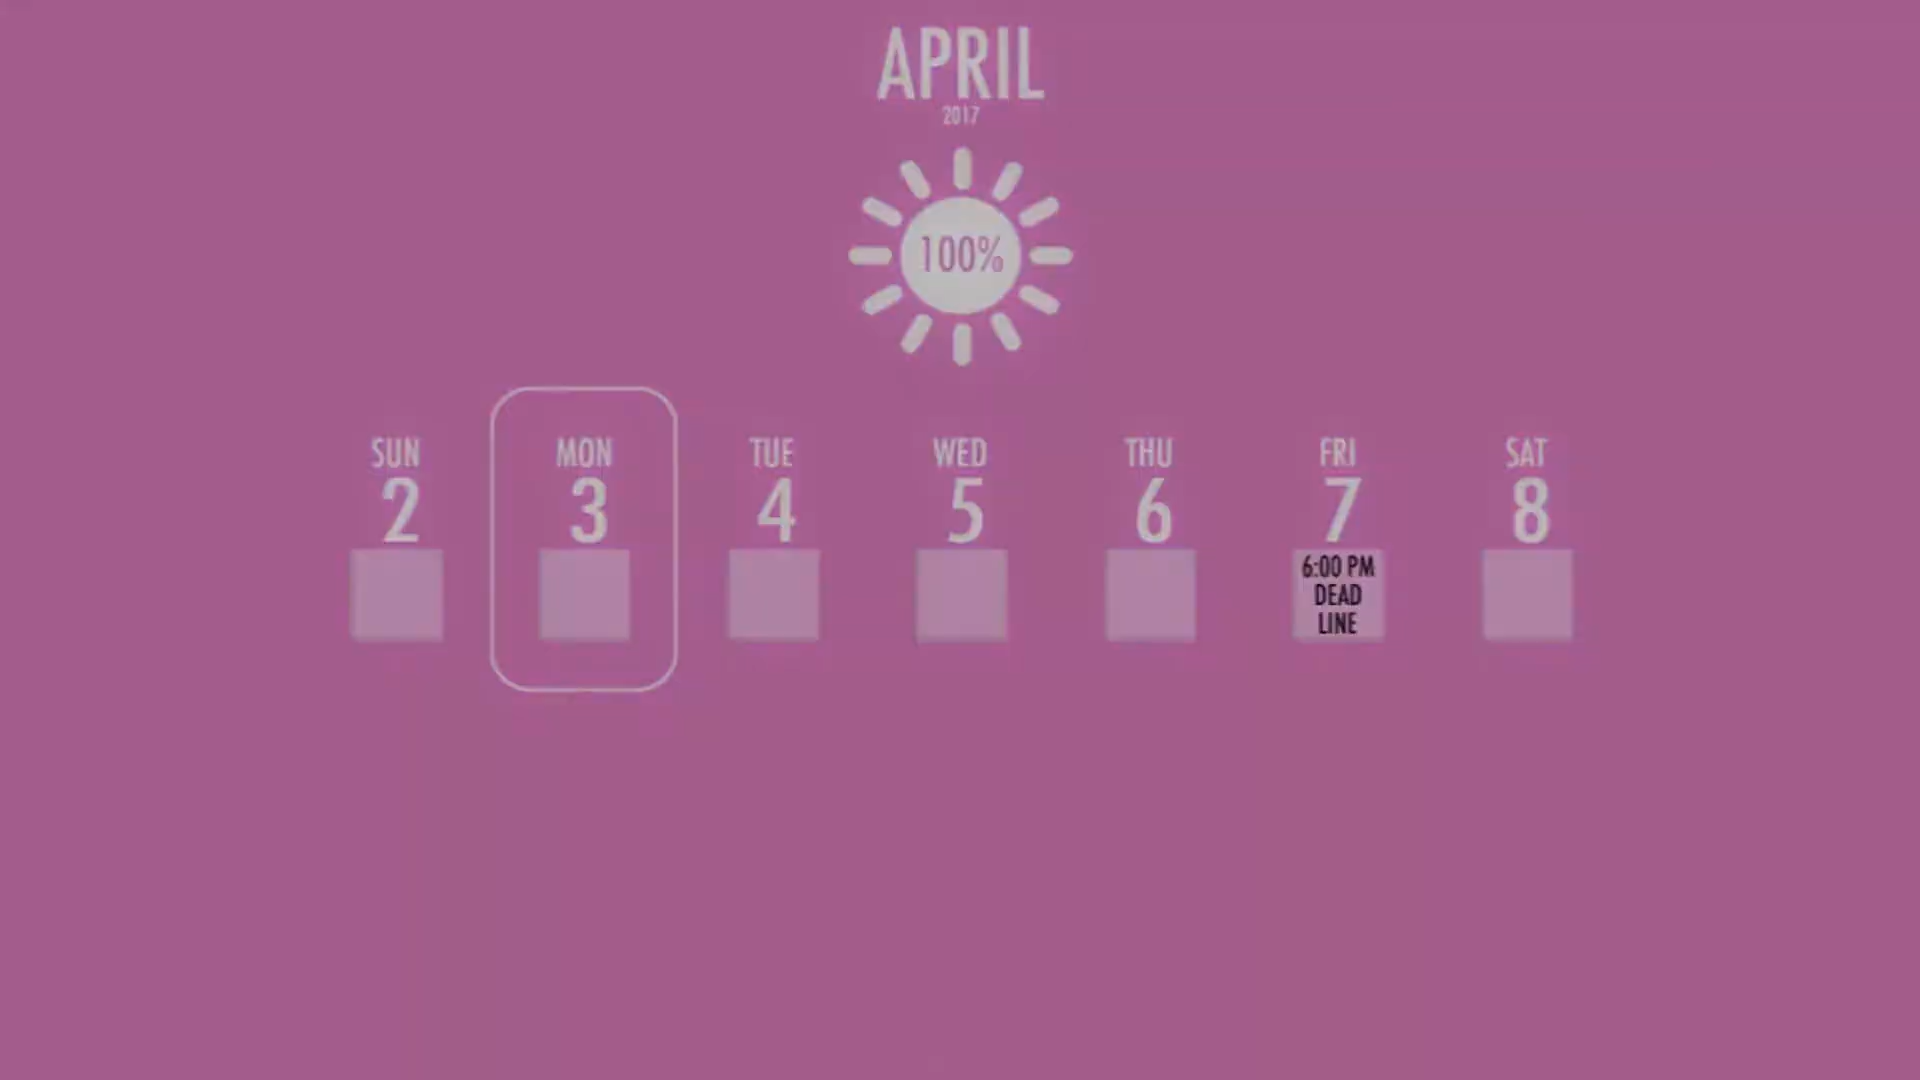 APRIL
2017
100%
SUN MON TUE WED THU FRI SAT
2 3 4 5 6 7 8
6:00 PM
DEAD
LINE